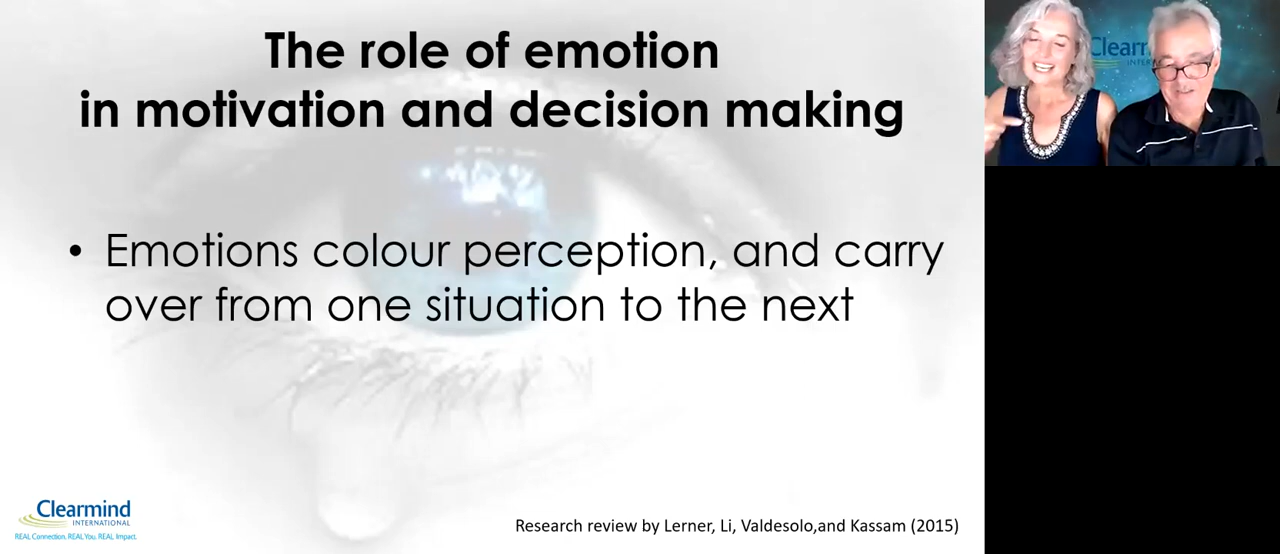 The role of emotion
in motivation and decision making
• Emotions colour perception, and carry
over from one situation to the next
Clearmind
INTERNATIONAL
REAL Connection. REAL You. REAL Impact.
Research review by Lerner, Li, Valdesolo,and Kassam (2015)